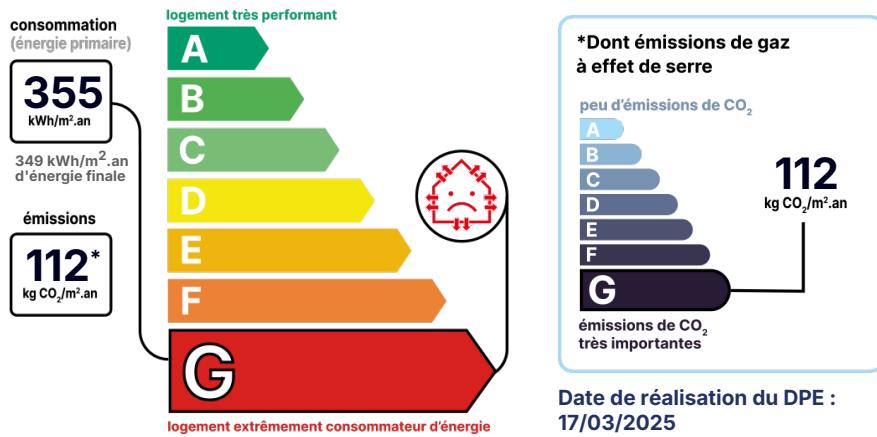 logement très performant
consommation
(énergie primaire)
355
kWh/m².an
349 kWh/m².an
d'énergie finale
émissions
112*
kg CO₂/m².an
A
B
C
D
E
F
G
logement extrêmement consommateur d'énergie
*Dont émissions de gaz
à effet de serre
peu d'émissions de CO₂
A
B
C
D
E
F
G
112
kg CO₂/m².an
émissions de CO₂
très importantes
Date de réalisation du DPE :
17/03/2025